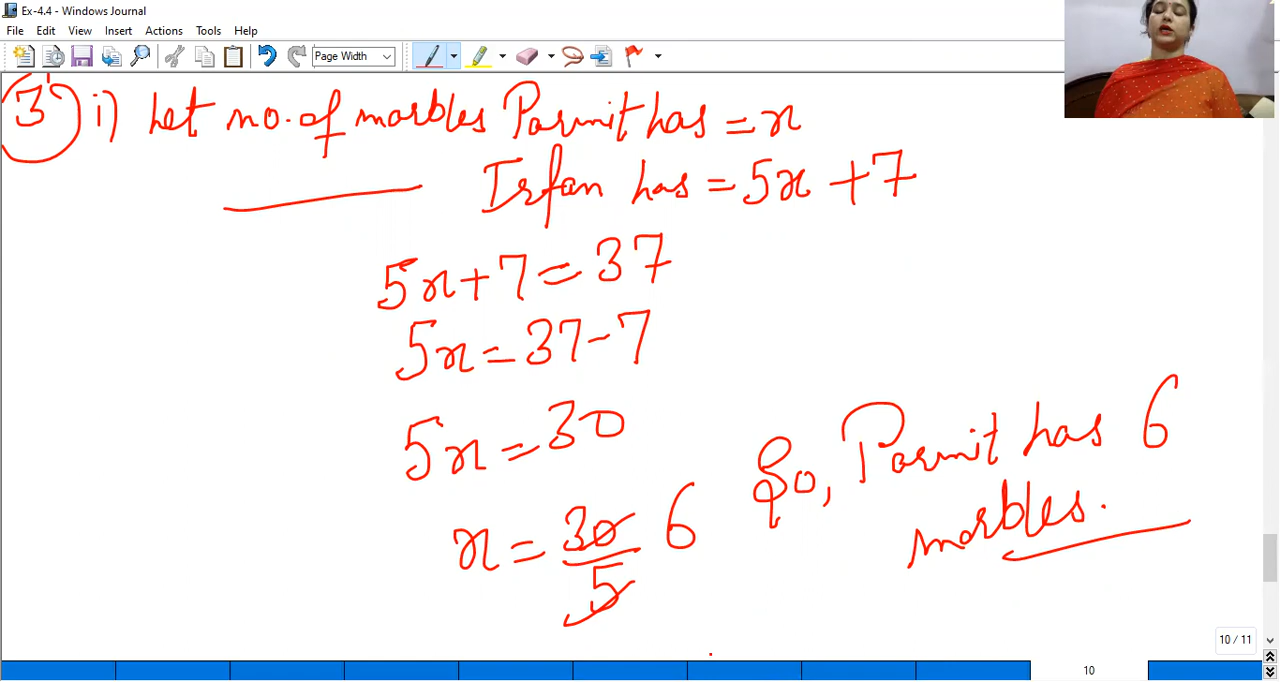 Ex-4.4 - Windows Journal
File Edit View Insert Actions Tools Help
Page Width
3 i) Let no. of marbles Parmit has = x
Irfan has = 5x + 7
5x + 7 = 37
5x = 37 - 7
5x = 30
x = 30/5 6
So, Parmit has 6
marbles.
10 / 11
10